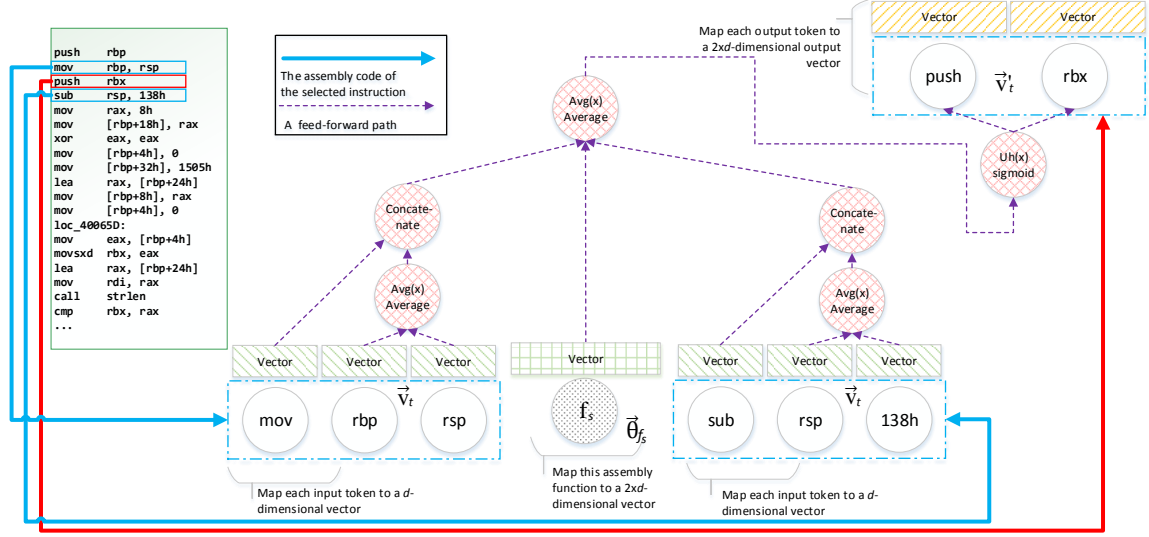 push rbp
mov rbp, rsp
push rbx
sub rsp, 138h
mov rax, 8h
mov [rbp+18h], rax
xor eax, eax
mov [rbp+4h], 0
mov [rbp+32h], 1505h
lea rax, [rbp+24h]
mov [rbp+8h], rax
mov [rbp+4h], 0
loc_40065D:
mov eax, [rbp+4h]
movsxd rbx, eax
lea rax, [rbp+24h]
mov rdi, rax
call strlen
cmp rbx, rax
...
The assembly code of
the selected instruction
A feed-forward path
Map each output token to
a 2xd-dimensional output
vector
Vector
Vector
push
v⃗'t
rbx
Uh(x)
sigmoid
Avg(x)
Average
Concate-
nate
Concate-
nate
Avg(x)
Average
Avg(x)
Average
Vector
Vector
Vector
mov
rbp
v⃗t
rsp
Map each input token to a d-
dimensional vector
Vector
fs
θ⃗fs
Map this assembly
function to a 2xd-
dimensional vector
Vector
Vector
Vector
sub
rsp
v⃗t
138h
Map each input token to a d-
dimensional vector